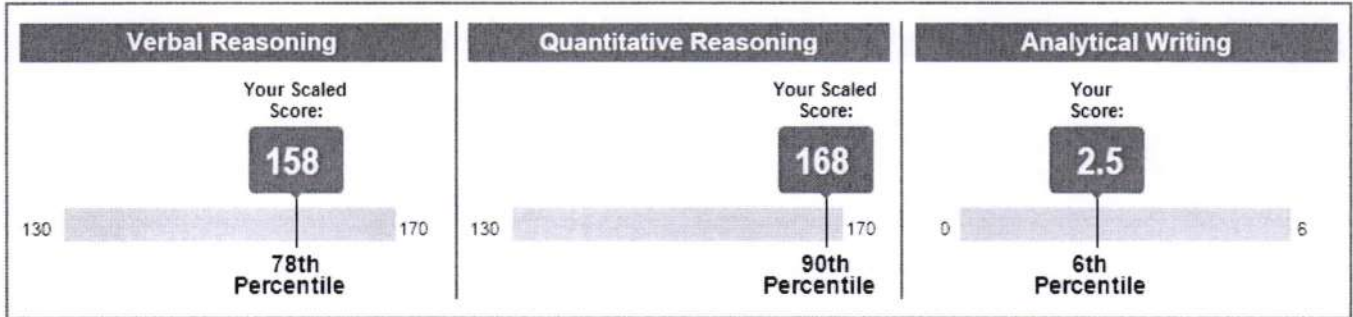 Verbal Reasoning
Your Scaled
Score:
158
130
170
78th
Percentile
Quantitative Reasoning
Your Scaled
Score:
168
130
170
90th
Percentile
Analytical Writing
Your
Score:
2.5
0
6
6th
Percentile